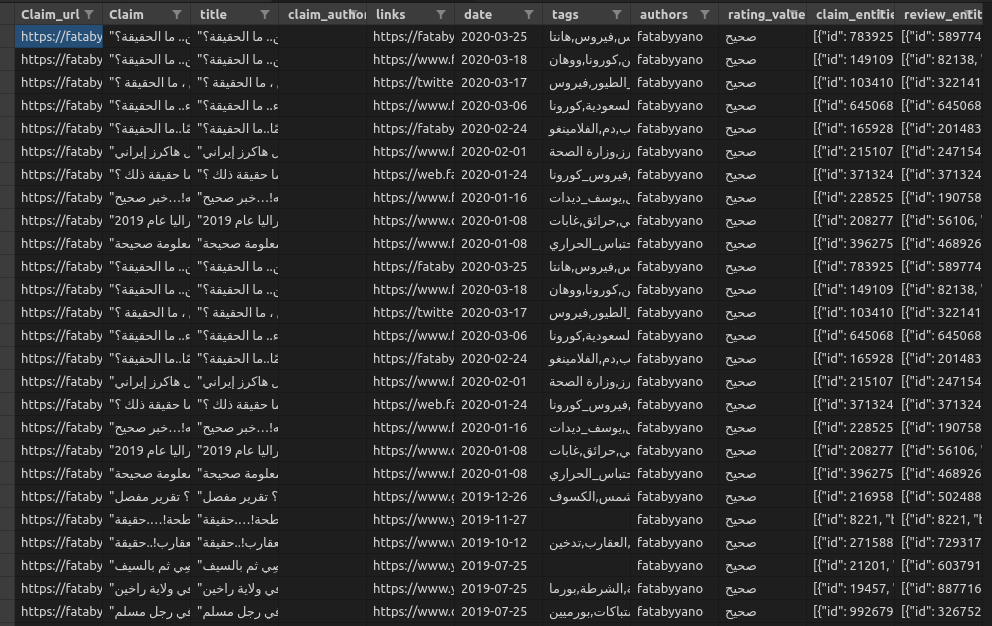 Claim_url Claim title claim_author links date tags authors rating_value claim_entitie review_entit
https://fataby "ن.. ما الحقيقة؟ "ن.. ما الحقيقة؟ https://fataby 2020-03-25 س,فيروس,هانتا fatabyyano صحيح [{"id": 783925 [{"id": 589774
https://fataby "ن.. ما الحقيقة؟ "ن.. ما الحقيقة؟ https://www.f 2020-03-18 ن,كورونا,ووهان fatabyyano صحيح [{"id": 149109 [{"id": 82138,
https://fataby "، ما الحقيقة ؟ "، ما الحقيقة ؟ https://twitte 2020-03-17 الطيور,فيروس fatabyyano صحيح [{"id": 103410 [{"id": 322141
https://fataby "ء.. ما الحقيقة؟ "ء.. ما الحقيقة؟ https://www.f 2020-03-06 لسعودية,كورونا fatabyyano صحيح [{"id": 645068 [{"id": 645068
https://fataby "ـًا..ما الحقيقة؟ "ـًا..ما الحقيقة؟ https://fataby 2020-02-24 ب,دم,الفلامينغو fatabyyano صحيح [{"id": 165928 [{"id": 201483
https://fataby "ل هاكرز إيراني "ل هاكرز إيراني https://www.f 2020-02-01 رز,وزارة الصحة fatabyyano صحيح [{"id": 215107 [{"id": 247154
https://fataby "ما حقيقة ذلك ؟ "ما حقيقة ذلك ؟ https://web.fa 2020-01-24 فيروس_كورونا fatabyyano صحيح [{"id": 371324 [{"id": 371324
https://fataby "ه!…خبر صحيح "ه!…خبر صحيح https://www.f 2020-01-16 ي,يوسف_ديدات fatabyyano صحيح [{"id": 228525 [{"id": 190758
https://fataby "راليا عام 2019 "راليا عام 2019 https://www.c 2020-01-08 ي,حرائق,غابات fatabyyano صحيح [{"id": 208277 [{"id": 56106,
https://fataby "معلومة صحيحة "معلومة صحيحة https://www.f 2020-01-08 حتباس_الحراري fatabyyano صحيح [{"id": 396275 [{"id": 468926
https://fataby "ن.. ما الحقيقة؟ "ن.. ما الحقيقة؟ https://fataby 2020-03-25 س,فيروس,هانتا fatabyyano صحيح [{"id": 783925 [{"id": 589774
https://fataby "ن.. ما الحقيقة؟ "ن.. ما الحقيقة؟ https://www.f 2020-03-18 ن,كورونا,ووهان fatabyyano صحيح [{"id": 149109 [{"id": 82138,
https://fataby "، ما الحقيقة ؟ "، ما الحقيقة ؟ https://twitte 2020-03-17 الطيور,فيروس fatabyyano صحيح [{"id": 103410 [{"id": 322141
https://fataby "ء.. ما الحقيقة؟ "ء.. ما الحقيقة؟ https://www.f 2020-03-06 لسعودية,كورونا fatabyyano صحيح [{"id": 645068 [{"id": 645068
https://fataby "ـًا..ما الحقيقة؟ "ـًا..ما الحقيقة؟ https://fataby 2020-02-24 ب,دم,الفلامينغو fatabyyano صحيح [{"id": 165928 [{"id": 201483
https://fataby "ل هاكرز إيراني "ل هاكرز إيراني https://www.f 2020-02-01 رز,وزارة الصحة fatabyyano صحيح [{"id": 215107 [{"id": 247154
https://fataby "ما حقيقة ذلك ؟ "ما حقيقة ذلك ؟ https://web.fa 2020-01-24 فيروس_كورونا fatabyyano صحيح [{"id": 371324 [{"id": 371324
https://fataby "ه!…خبر صحيح "ه!…خبر صحيح https://www.f 2020-01-16 ي,يوسف_ديدات fatabyyano صحيح [{"id": 228525 [{"id": 190758
https://fataby "راليا عام 2019 "راليا عام 2019 https://www.c 2020-01-08 ي,حرائق,غابات fatabyyano صحيح [{"id": 208277 [{"id": 56106,
https://fataby "معلومة صحيحة "معلومة صحيحة https://www.f 2020-01-08 حتباس_الحراري fatabyyano صحيح [{"id": 396275 [{"id": 468926
https://fataby "؟ تقرير مفصل "؟ تقرير مفصل https://www.g 2019-12-26 شمس,الكسوف fatabyyano صحيح [{"id": 216958 [{"id": 502488
https://fataby "طحة!….حقيقة "طحة!….حقيقة https://www.y 2019-11-27 fatabyyano صحيح [{"id": 8221, "b [{"id": 8221, "b
https://fataby "عقارب!..حقيقة "عقارب!..حقيقة https://www.v 2019-10-12 العقارب,تدخين, fatabyyano صحيح [{"id": 271588 [{"id": 729317
https://fataby "صِي ثم بالسيف "صِي ثم بالسيف https://www.y 2019-07-25 fatabyyano صحيح [{"id": 21201, [{"id": 603791
https://fataby "في ولاية راخين "في ولاية راخين https://www.y 2019-07-25 ة,الشرطة,بورما fatabyyano صحيح [{"id": 19457, [{"id": 887716
https://fataby "في رجل مسلم "في رجل مسلم https://www.c 2019-07-25 شتباكات,بورميين fatabyyano صحيح [{"id": 992679 [{"id": 326752